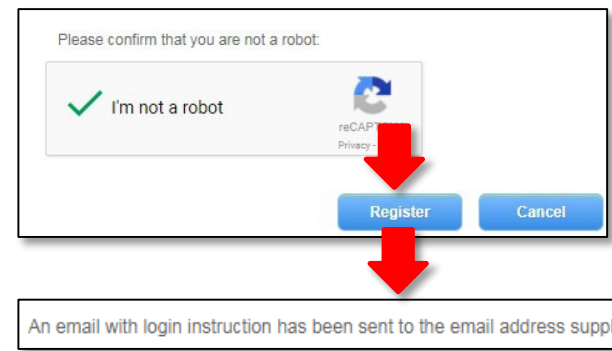 Please confirm that you are not a robot:
I'm not a robot
Privacy -
Register
Cancel
An email with login instruction has been sent to the email address